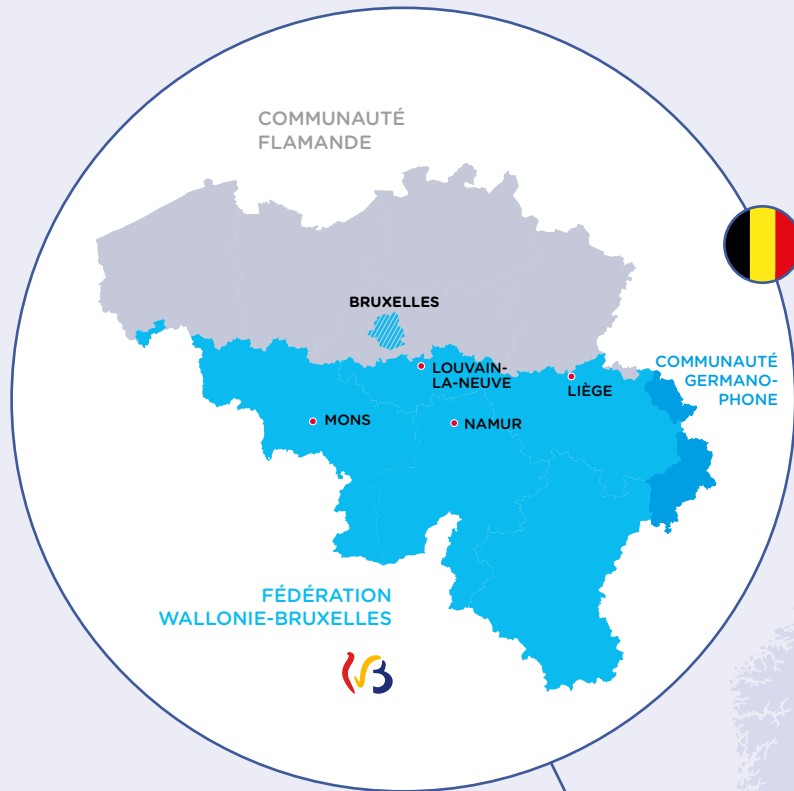 COMMUNAUTÉ
FLAMANDE
BRUXELLES
LOUVAIN-
LA-NEUVE
LIÈGE
COMMUNAUTÉ
GERMANO-
PHONE
MONS
NAMUR
FÉDÉRATION
WALLONIE-BRUXELLES